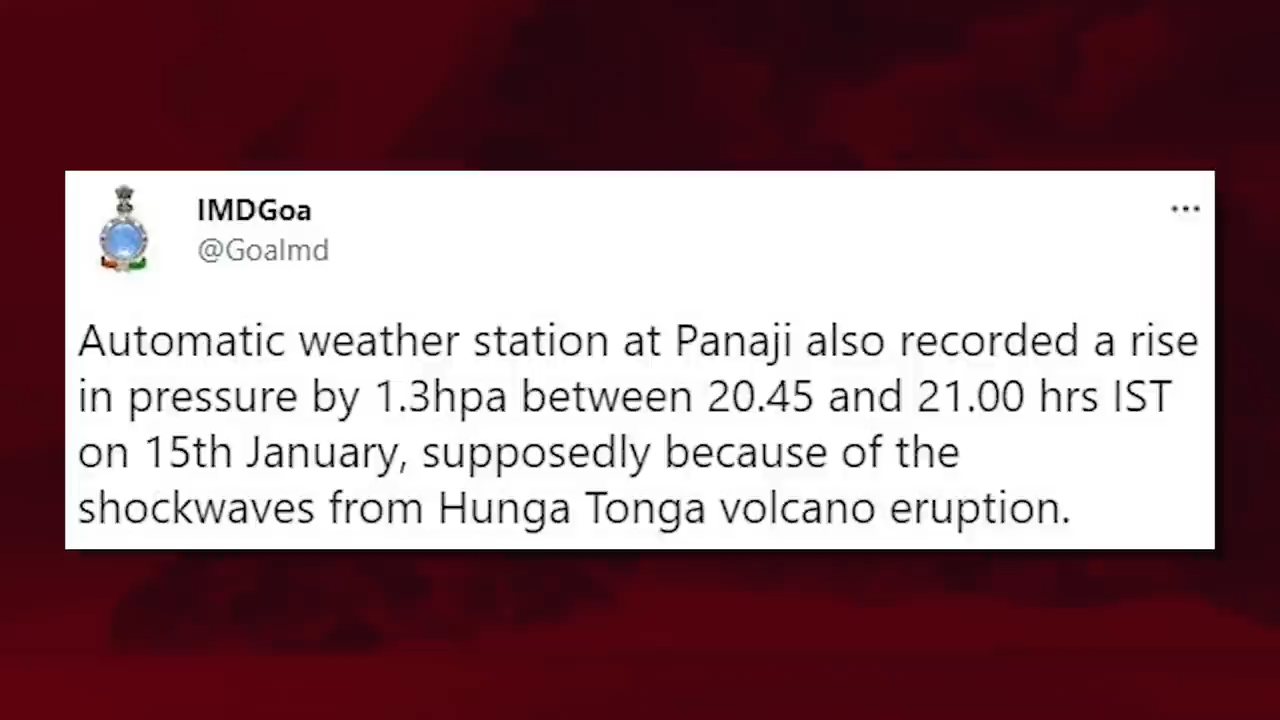 IMDGoa
@GoaImd
Automatic weather station at Panaji also recorded a rise
in pressure by 1.3hpa between 20.45 and 21.00 hrs IST
on 15th January, supposedly because of the
shockwaves from Hunga Tonga volcano eruption.